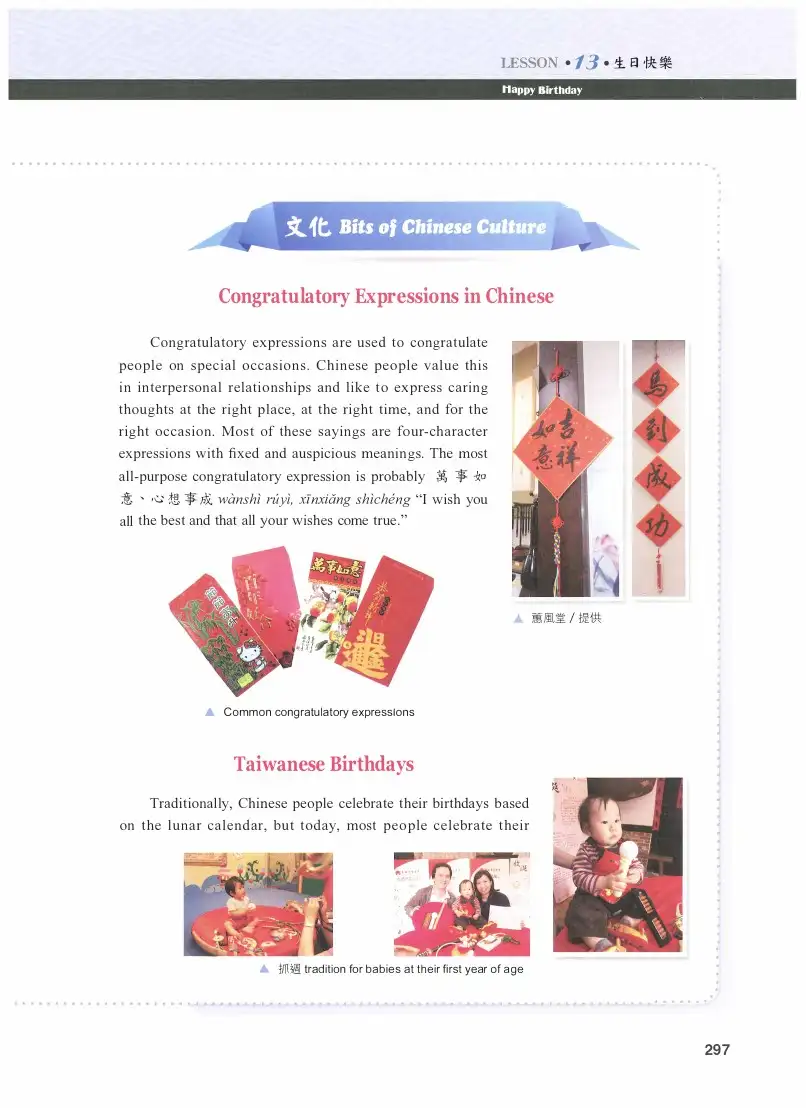 LESSON • 13 • 生日快樂
Happy Birthday
文化 Bits of Chinese Culture
Congratulatory Expressions in Chinese
Congratulatory expressions are used to congratulate
people on special occasions. Chinese people value this
in interpersonal relationships and like to express caring
thoughts at the right place, at the right time, and for the
right occasion. Most of these sayings are four-character
expressions with fixed and auspicious meanings. The most
all-purpose congratulatory expression is probably 萬事如
意、心想事成 wànshì rúyì, xīnxiǎng shìchéng “I wish you
all the best and that all your wishes come true.”
吉祥
如意
馬
到
成
功
▲ 蕙風堂 / 提供
萬事如意
恭賀新年
▲ Common congratulatory expressions
Taiwanese Birthdays
Traditionally, Chinese people celebrate their birthdays based
on the lunar calendar, but today, most people celebrate their
▲ 抓週 tradition for babies at their first year of age
297